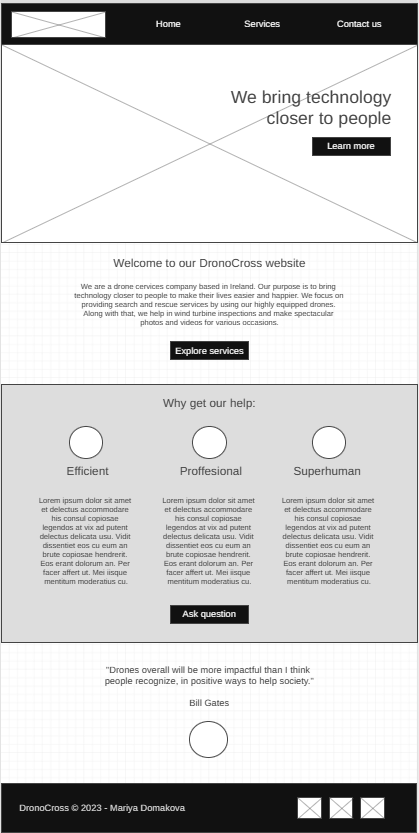 Home Services Contact us
We bring technology
closer to people
Learn more
Welcome to our DronoCross website
We are a drone cervices company based in Ireland. Our purpose is to bring
technology closer to people to make their lives easier and happier. We focus on
providing search and rescue services by using our highly equipped drones.
Along with that, we help in wind turbine inspections and make spectacular
photos and videos for various occasions.
Explore services
Why get our help:
Efficient
Proffesional
Superhuman
Lorem ipsum dolor sit amet
et delectus accommodare
his consul copiosae
legendos at vix ad putent
delectus delicata usu. Vidit
dissentiet eos cu eum an
brute copiosae hendrerit.
Eos erant dolorum an. Per
facer affert ut. Mei iisque
mentitum moderatius cu.
Lorem ipsum dolor sit amet
et delectus accommodare
his consul copiosae
legendos at vix ad putent
delectus delicata usu. Vidit
dissentiet eos cu eum an
brute copiosae hendrerit.
Eos erant dolorum an. Per
facer affert ut. Mei iisque
mentitum moderatius cu.
Lorem ipsum dolor sit amet
et delectus accommodare
his consul copiosae
legendos at vix ad putent
delectus delicata usu. Vidit
dissentiet eos cu eum an
brute copiosae hendrerit.
Eos erant dolorum an. Per
facer affert ut. Mei iisque
mentitum moderatius cu.
Ask question
"Drones overall will be more impactful than I think
people recognize, in positive ways to help society."
Bill Gates
DronoCross © 2023 - Mariya Domakova